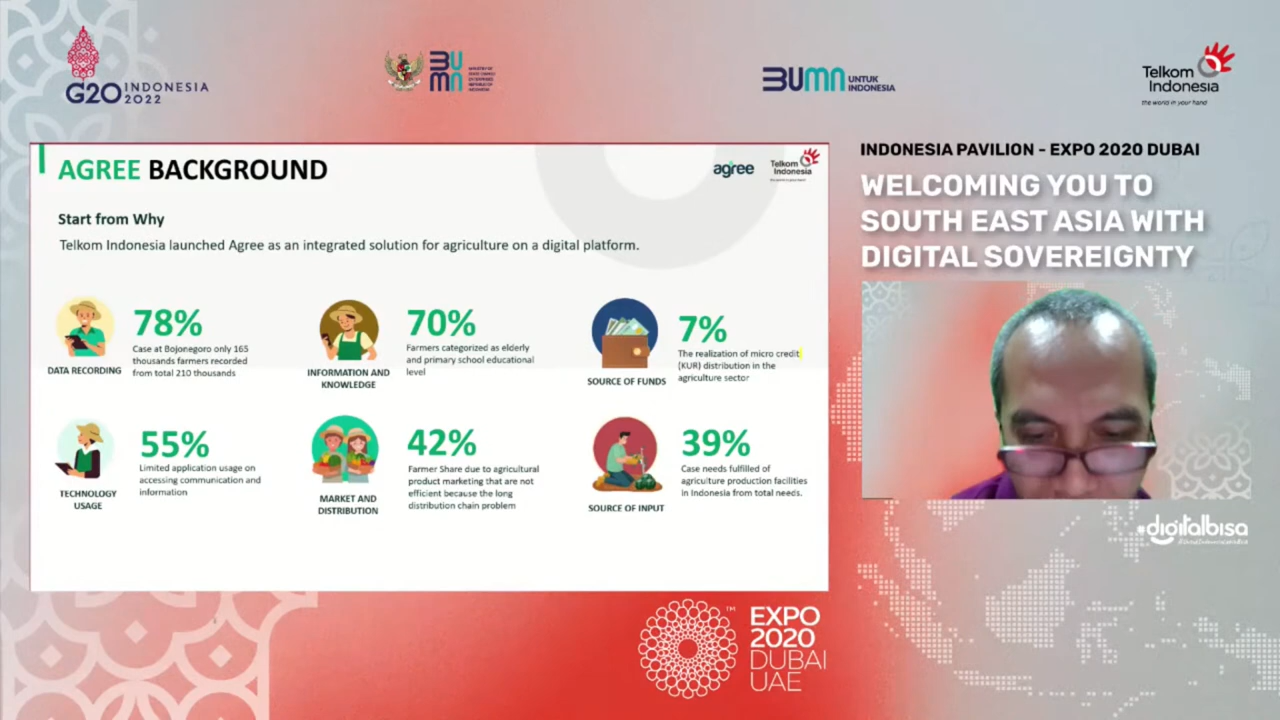 G20 INDONESIA
2022
BUMN
BUMN UNTUK
INDONESIA
Telkom
Indonesia
the world in your hand
AGREE BACKGROUND
agree
Telkom
Indonesia
Start from Why
Telkom Indonesia launched Agree as an integrated solution for agriculture on a digital platform.
78%
Case at Bojonegoro only 165
thousands farmers recorded
from total 210 thousands
DATA RECORDING
70%
Farmers categorized as elderly
and primary school educational
level
INFORMATION AND
KNOWLEDGE
7%
The realization of micro credit
(KUR) distribution in the
agriculture sector
SOURCE OF FUNDS
55%
Limited application usage on
accessing communication and
information
TECHNOLOGY
USAGE
42%
Farmer Share due to agricultural
product marketing that are not
efficient because the long
distribution chain problem
MARKET AND
DISTRIBUTION
39%
Case needs fulfilled of
agriculture production facilities
in Indonesia from total needs.
SOURCE OF INPUT
INDONESIA PAVILION - EXPO 2020 DUBAI
WELCOMING YOU TO
SOUTH EAST ASIA WITH
DIGITAL SOVEREIGNTY
#digitalbisa
TM
EXPO
2020
DUBAI
UAE